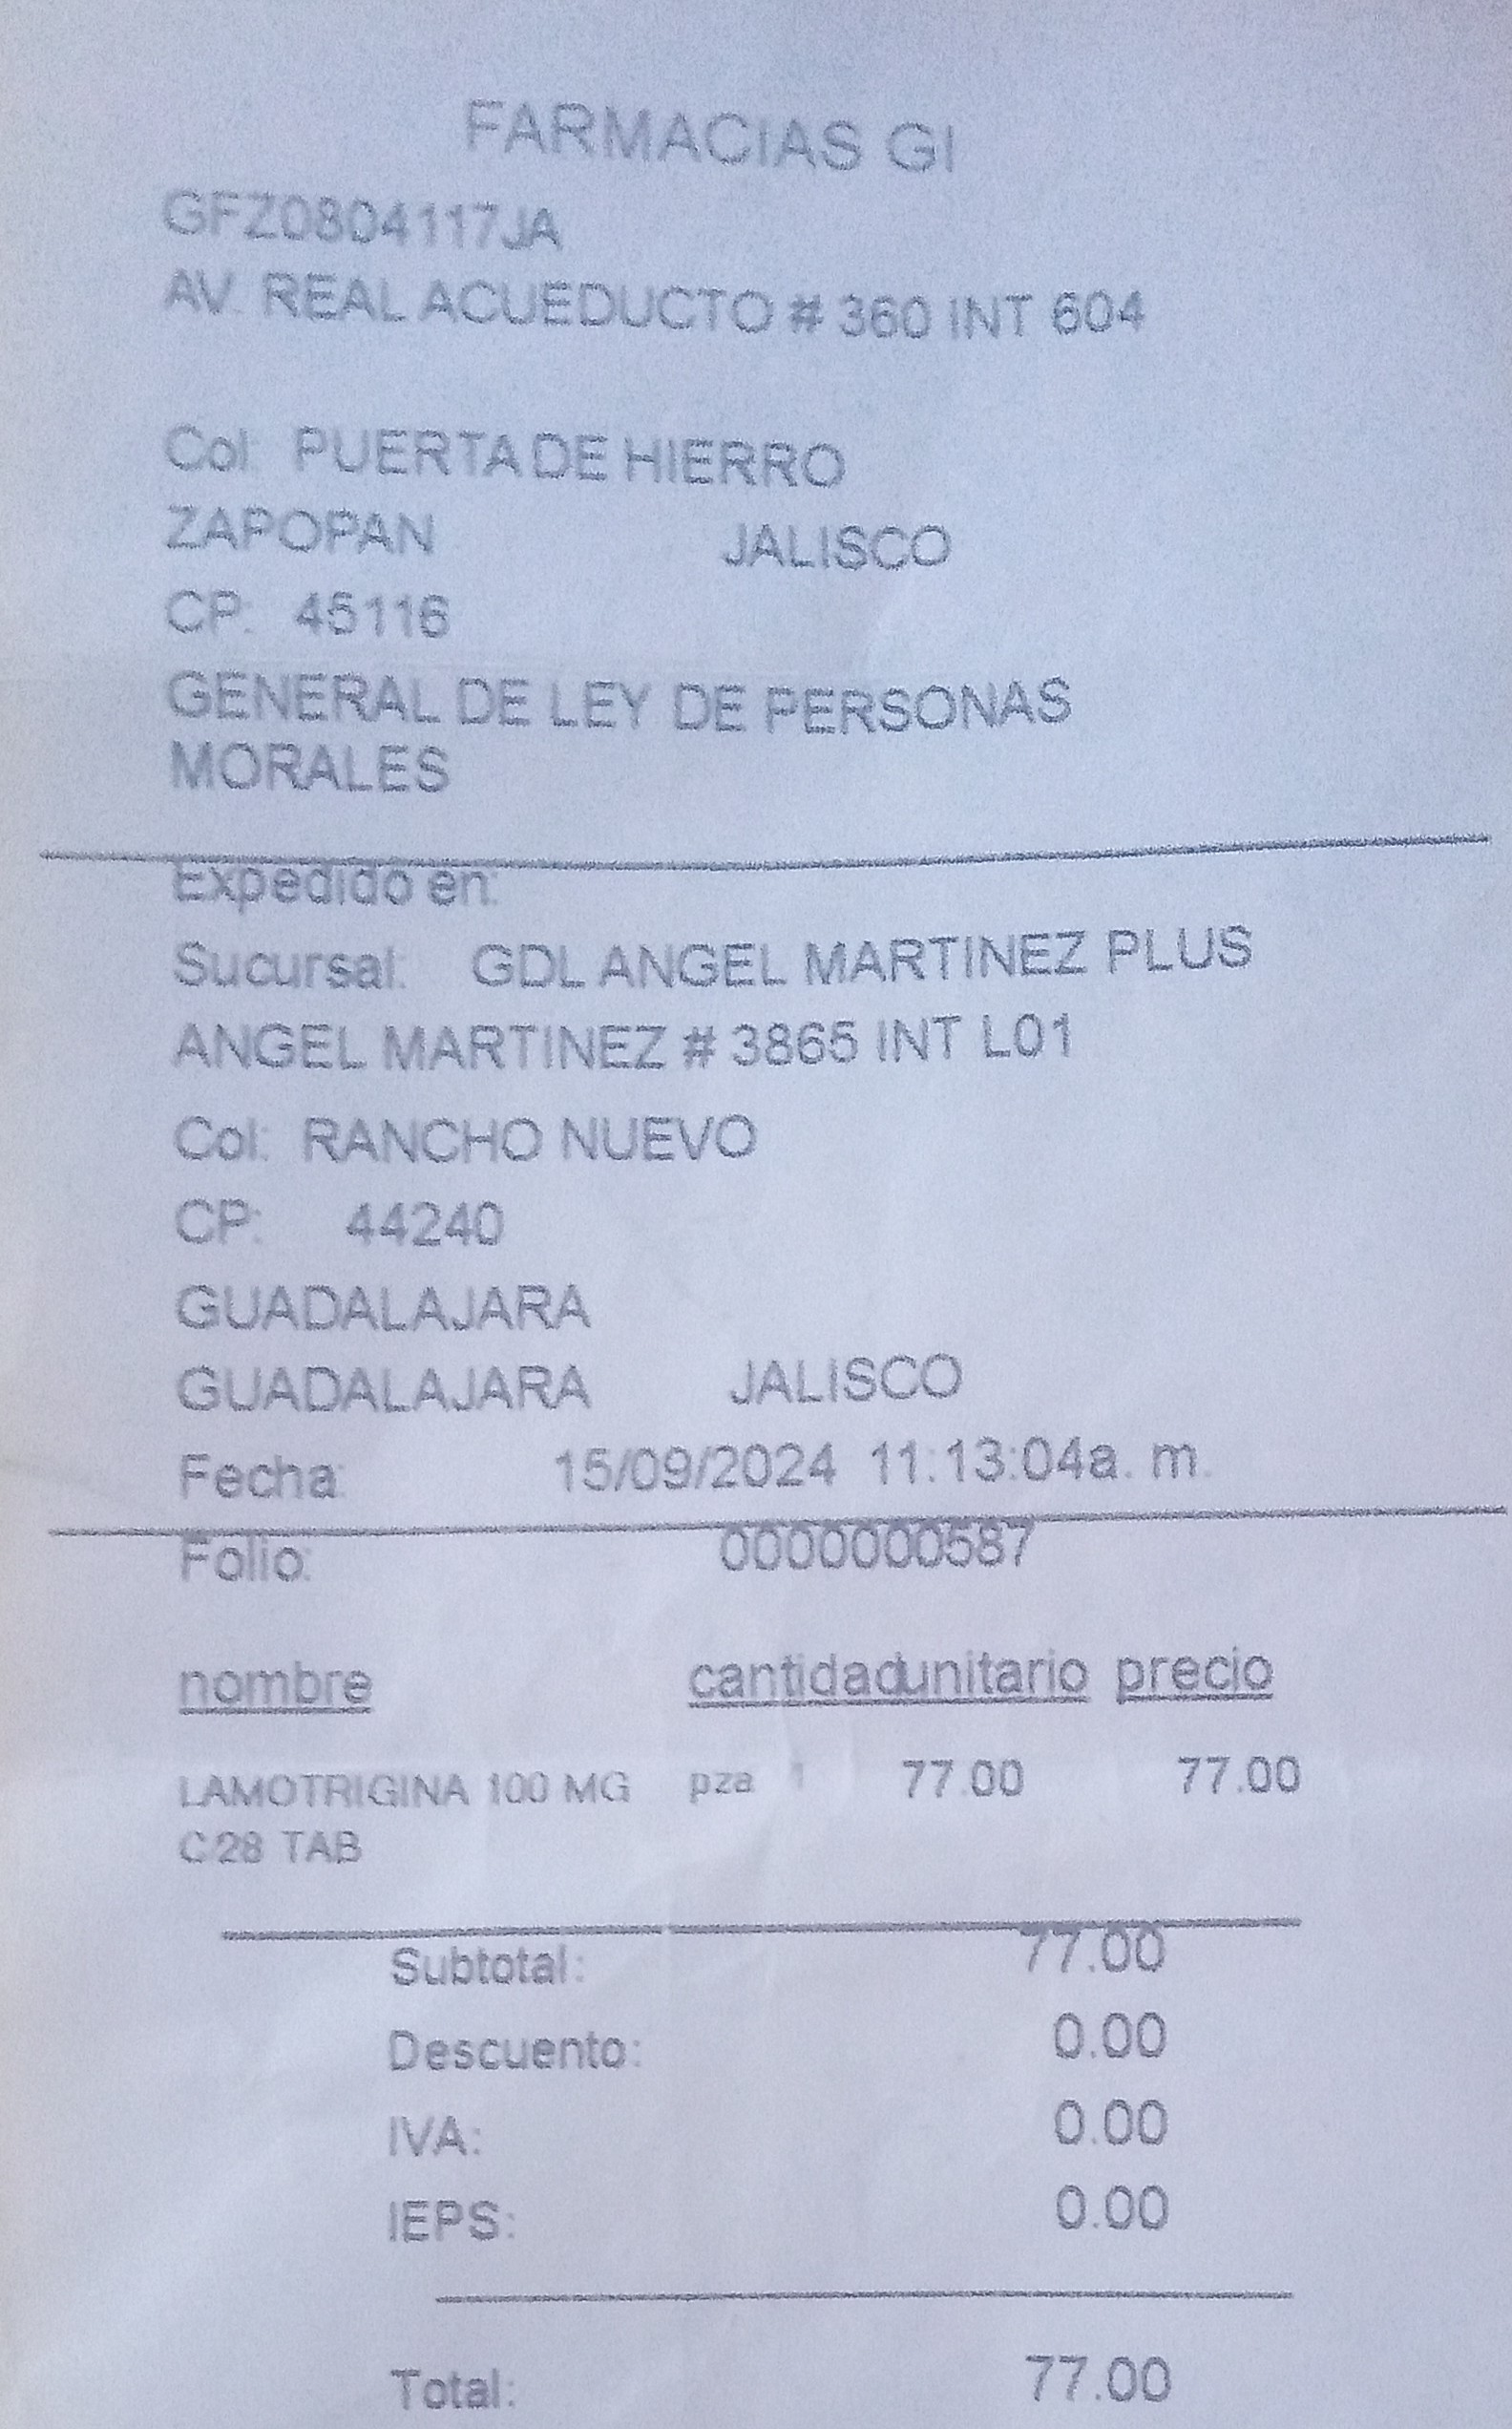 FARMACIAS GI
GFZ0804117JA
AV. REAL ACUEDUCTO # 360 INT 604
Col: PUERTA DE HIERRO
ZAPOPAN JALISCO
CP: 45116
GENERAL DE LEY DE PERSONAS
MORALES
Expedido en:
Sucursal: GDL ANGEL MARTINEZ PLUS
ANGEL MARTINEZ # 3865 INT L01
Col: RANCHO NUEVO
CP: 44240
GUADALAJARA
GUADALAJARA JALISCO
Fecha: 15/09/2024 11:13:04a. m.
Folio: 0000000587
nombre cantidad unitario precio
LAMOTRIGINA 100 MG pza 1 77.00 77.00
C/28 TAB
Subtotal: 77.00
Descuento: 0.00
IVA: 0.00
IEPS: 0.00
Total: 77.00